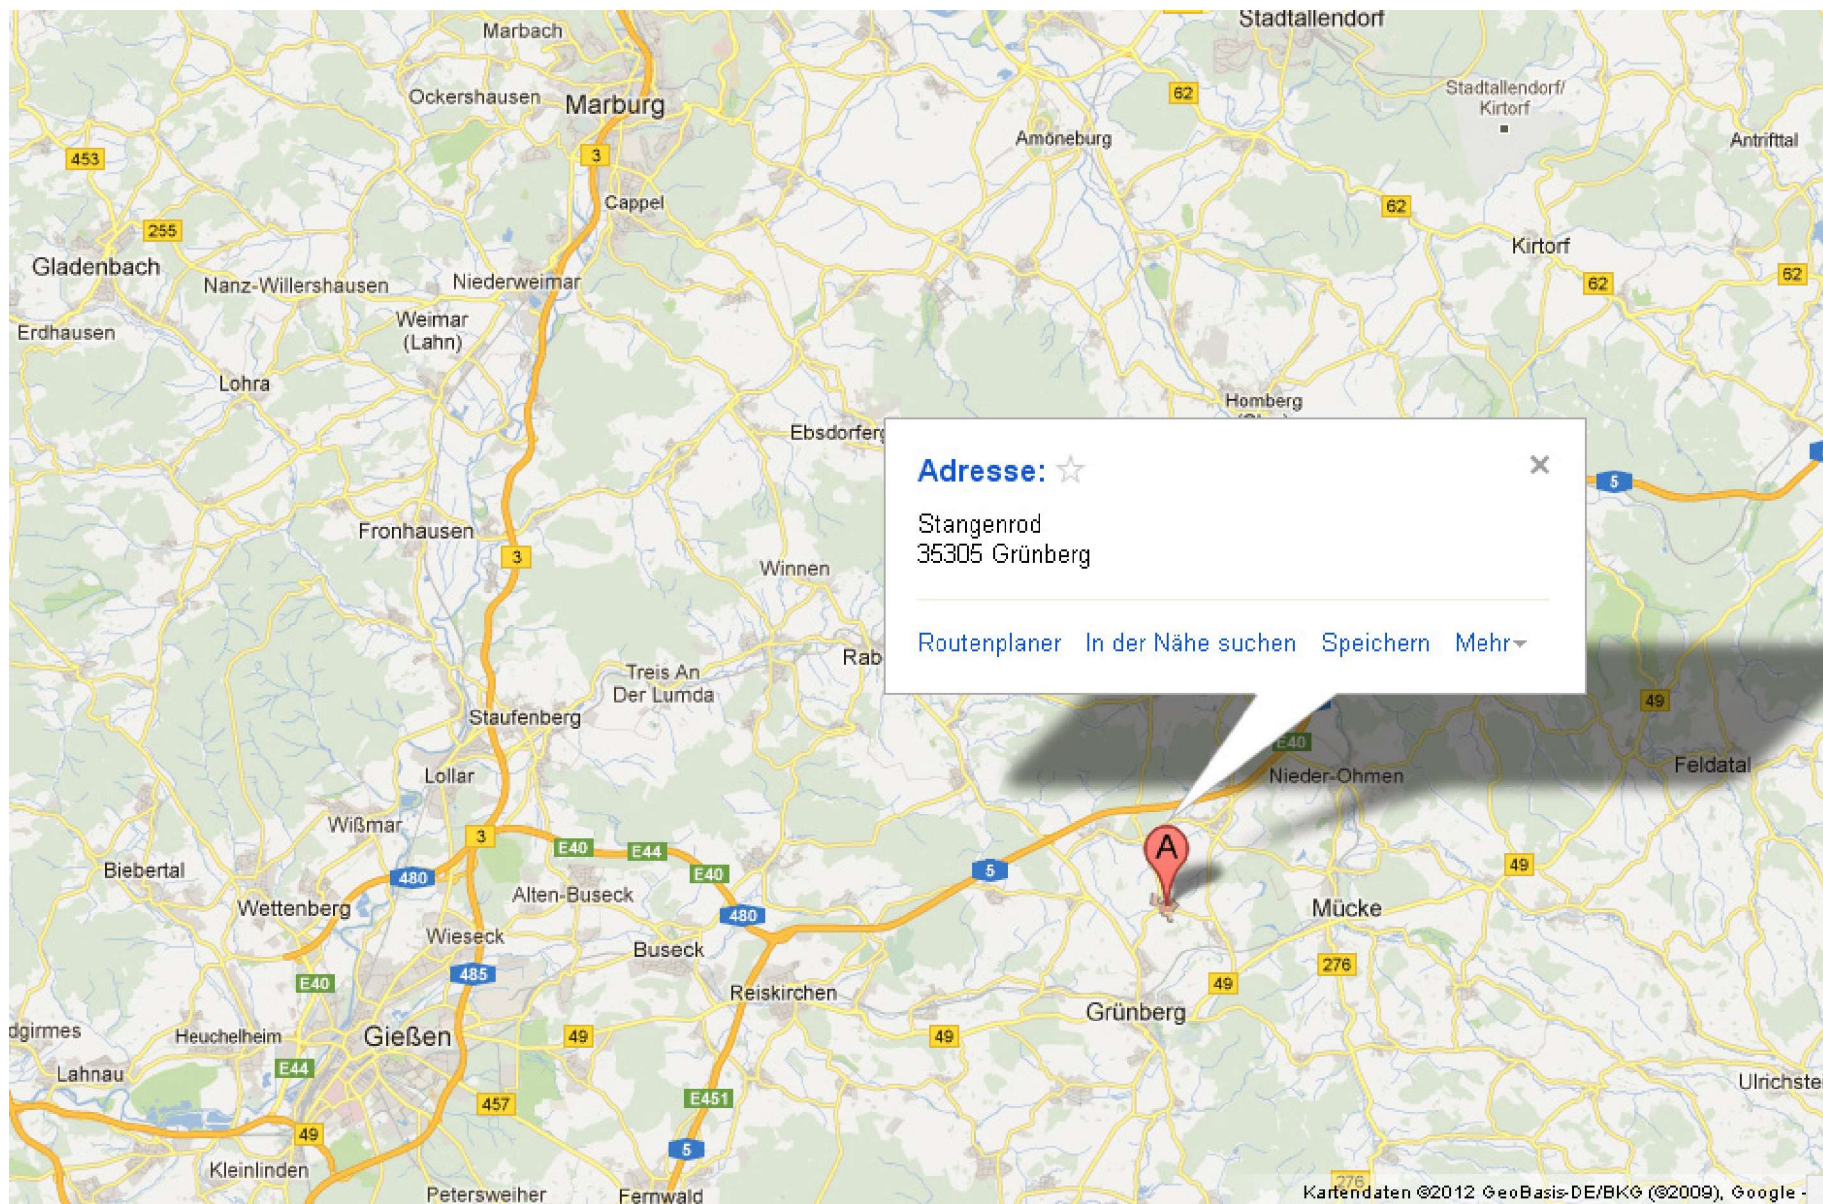 Stadtallendorf
Marbach
Ockershausen
Marburg
62
Stadtallendorf/
Kirtorf
Amöneburg
Antrifttal
453
3
Cappel
62
255
Kirtorf
Gladenbach
62
62
Nanz-Willershausen
Niederweimar
Erdhausen
Weimar
(Lahn)
Lohra
Homberg
Ebsdorferg
Adresse:
5
Stangenrod
35305 Grünberg
Fronhausen
3
Winnen
Routenplaner In der Nähe suchen Speichern Mehr
Rab
Treis An
Der Lumda
49
Staufenberg
E40
Lollar
Nieder-Ohmen
Feldatal
Wißmar
3
E40
E44
A
Biebertal
480
E40
5
49
Alten-Buseck
Wettenberg
480
Mücke
Wieseck
Buseck
485
276
E40
49
Reiskirchen
Grünberg
dgirmes
Heuchelheim
Gießen
49
49
E44
Lahnau
Ulrichste
457
E451
49
5
Kleinlinden
276
Petersweiher
Fernwald
Kartendaten ©2012 GeoBasis-DE/BKG (©2009), Google -